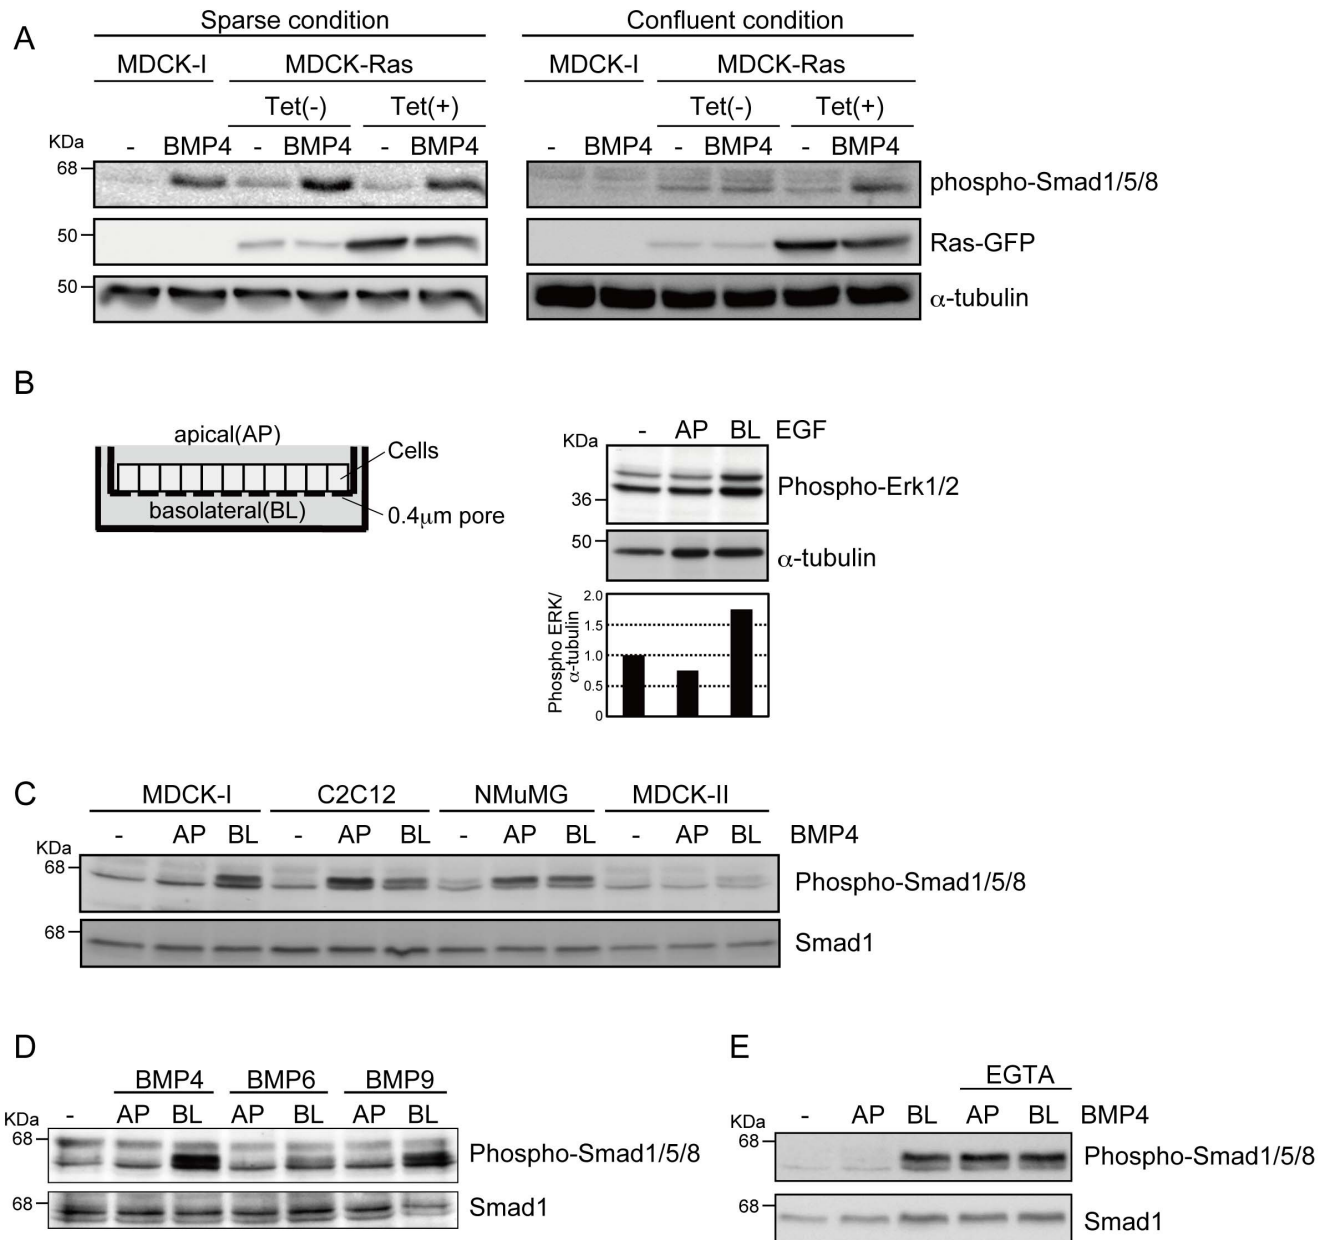 A
Sparse condition
Confluent condition
MDCK-I MDCK-Ras
MDCK-I MDCK-Ras
Tet(-) Tet(+)
Tet(-) Tet(+)
KDa - BMP4 - BMP4 - BMP4
- BMP4 - BMP4 - BMP4
68
phospho-Smad1/5/8
50
Ras-GFP
50
α-tubulin
B
apical(AP)
Cells
basolateral(BL)
0.4μm pore
KDa - AP BL EGF
36
Phospho-Erk1/2
50
α-tubulin
Phospho ERK/
α-tubulin
2.0
1.5
1.0
0.5
0
C
MDCK-I C2C12 NMuMG MDCK-II
- AP BL - AP BL - AP BL - AP BL BMP4
KDa
68
Phospho-Smad1/5/8
68
Smad1
D
BMP4 BMP6 BMP9
KDa - AP BL AP BL AP BL
68
Phospho-Smad1/5/8
68
Smad1
E
EGTA
KDa - AP BL AP BL BMP4
68
Phospho-Smad1/5/8
68
Smad1